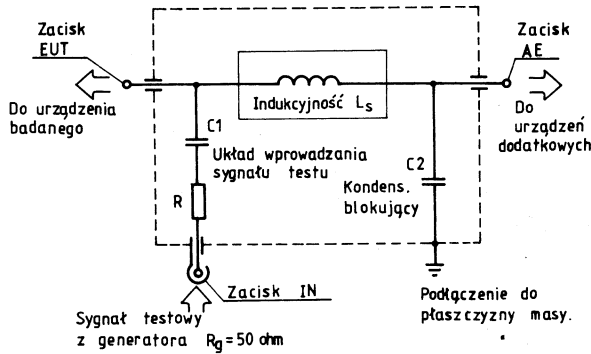 Zacisk
EUT
Zacisk
AE
Do urządzenia
badanego
Indukcyjność Ls
Do
urządzeń
dodatkowych
C1
Układ wprowadzania
sygnału testu
C2
Kondens.
blokujący
R
Zacisk IN
Sygnał testowy
z generatora Rg = 50 ohm
Podłączenie do
płaszczyzny masy.